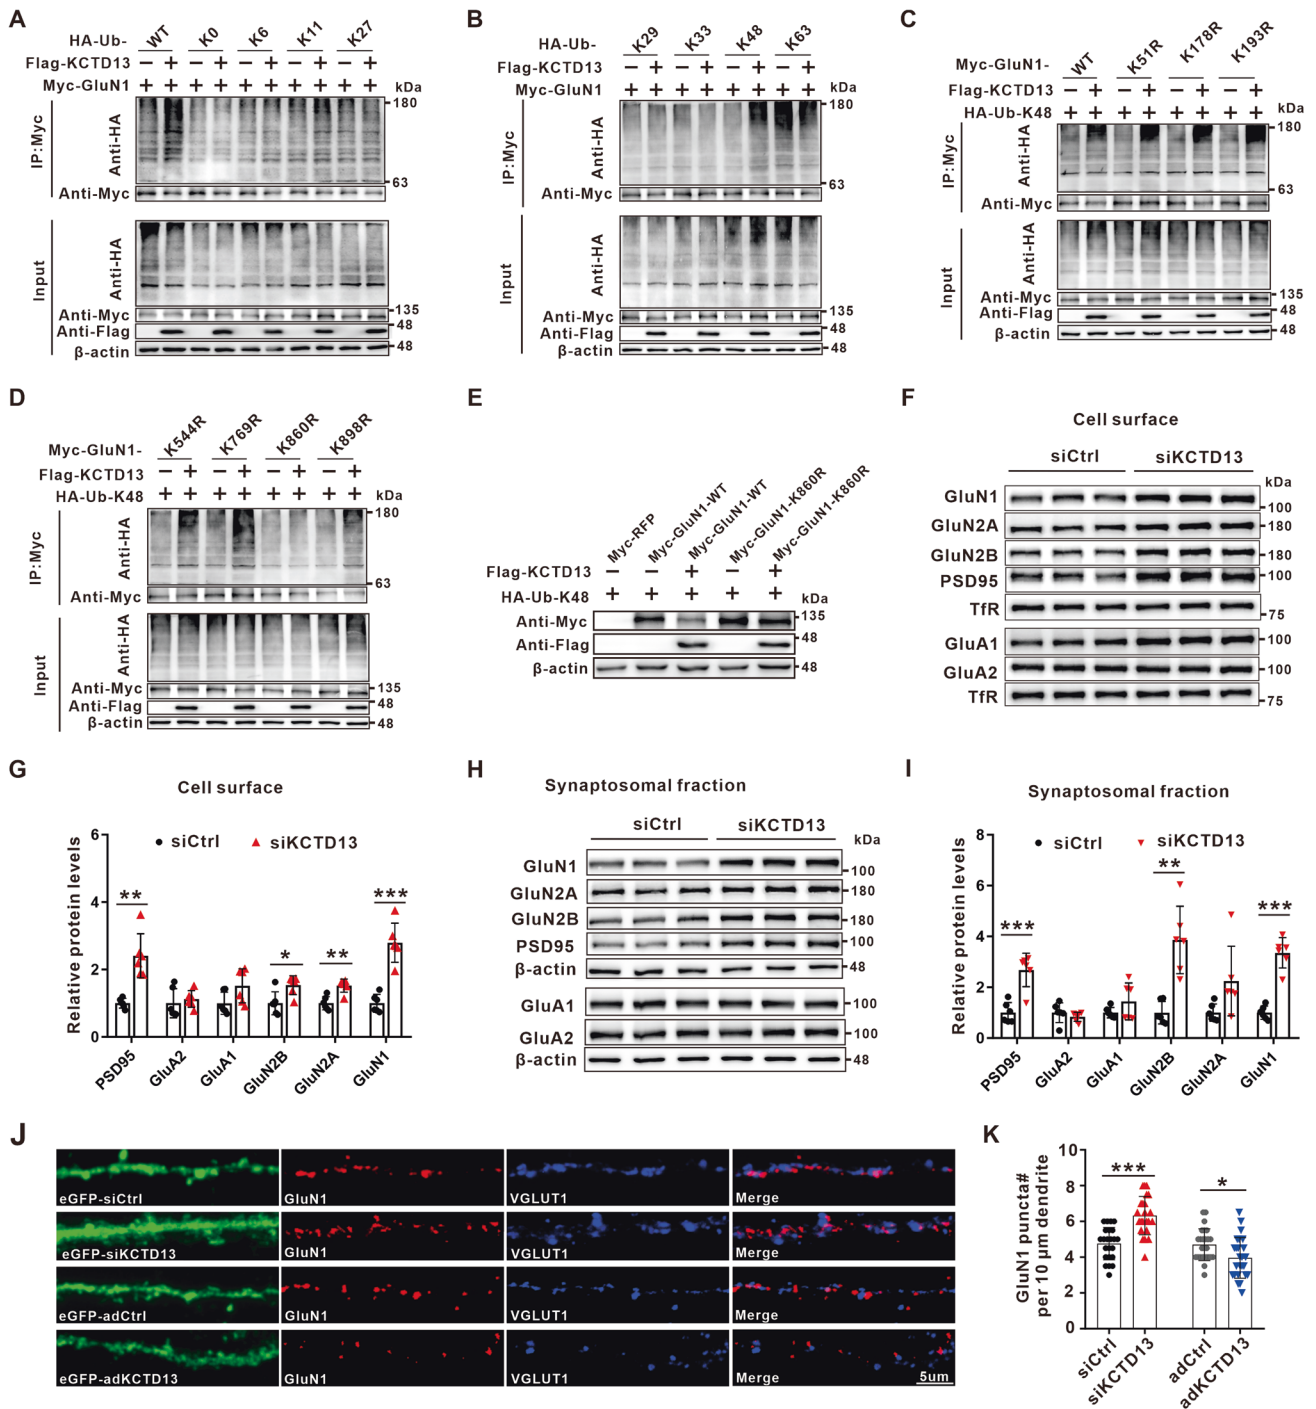 A
HA-Ub- WT K0 K6 K11 K27
Flag-KCTD13 − + − + − + − + − +
Myc-GluN1 + + + + + + + + + + kDa
IP:Myc
Anti-HA
180
63
Anti-Myc
Input
Anti-HA
Anti-Myc 135
Anti-Flag 48
β-actin 48
B
HA-Ub- K29 K33 K48 K63
Flag-KCTD13 − + − + − + − +
Myc-GluN1 + + + + + + + + kDa
IP:Myc
Anti-HA
180
63
Anti-Myc
Input
Anti-HA
Anti-Myc 135
Anti-Flag 48
β-actin 48
C
Myc-GluN1- WT K51R K178R K193R
Flag-KCTD13 − + − + − + − +
HA-Ub-K48 + + + + + + + + kDa
IP:Myc
Anti-HA
180
63
Anti-Myc
Input
Anti-HA
Anti-Myc 135
Anti-Flag 48
β-actin 48
D
Myc-GluN1- K544R K769R K860R K898R
Flag-KCTD13 − + − + − + − +
HA-Ub-K48 + + + + + + + + kDa
IP:Myc
Anti-HA
180
63
Anti-Myc
Input
Anti-HA
Anti-Myc 135
Anti-Flag 48
β-actin 48
E
Myc-RFP Myc-GluN1-WT Myc-GluN1-WT Myc-GluN1-K860R Myc-GluN1-K860R
Flag-KCTD13 − − + − +
HA-Ub-K48 + + + + + kDa
Anti-Myc 135
Anti-Flag 48
β-actin 48
F
Cell surface
siCtrl siKCTD13
kDa
GluN1 100
GluN2A 180
GluN2B 180
PSD95 100
TfR 75
GluA1 100
GluA2 100
TfR 75
G
Cell surface
siCtrl siKCTD13
Relative protein levels
6
4
2
0
** * ** ***
PSD95 GluA2 GluA1 GluN2B GluN2A GluN1
H
Synaptosomal fraction
siCtrl siKCTD13
kDa
GluN1 100
GluN2A 180
GluN2B 180
PSD95 100
β-actin 48
GluA1 100
GluA2 100
β-actin 48
I
Synaptosomal fraction
siCtrl siKCTD13
Relative protein levels
8
6
4
2
0
*** ** ***
PSD95 GluA2 GluA1 GluN2B GluN2A GluN1
J
eGFP-siCtrl GluN1 VGLUT1 Merge
eGFP-siKCTD13 GluN1 VGLUT1 Merge
eGFP-adCtrl GluN1 VGLUT1 Merge
eGFP-adKCTD13 GluN1 VGLUT1 Merge
5um
K
GluN1 puncta#
per 10 µm dendrite
10
8
6
4
2
0
*** *
siCtrl siKCTD13 adCtrl adKCTD13